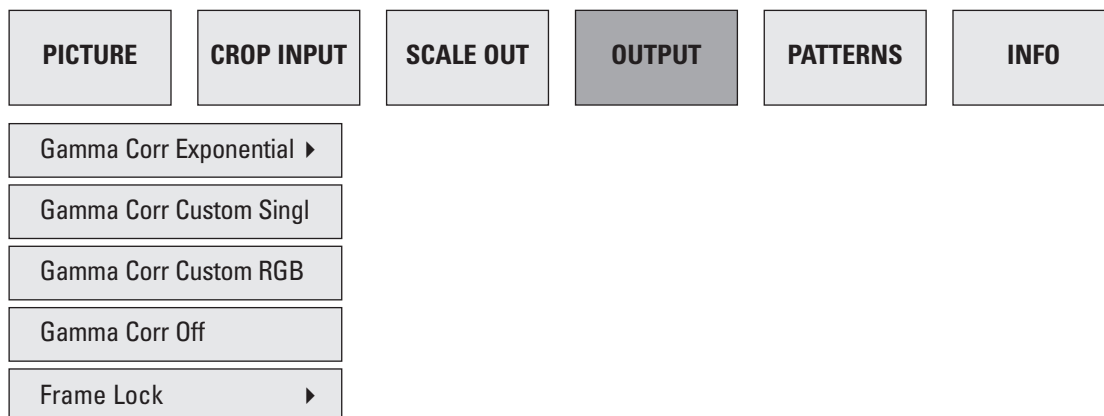 PICTURE CROP INPUT SCALE OUT OUTPUT PATTERNS INFO
Gamma Corr Exponential ▸
Gamma Corr Custom Singl
Gamma Corr Custom RGB
Gamma Corr Off
Frame Lock ▸